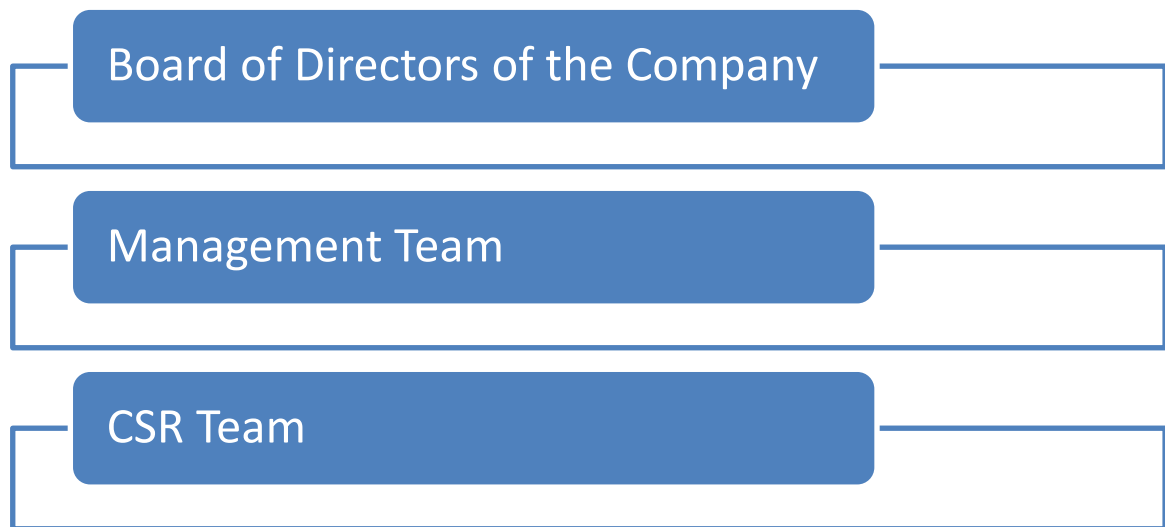 Board of Directors of the Company
Management Team
CSR Team